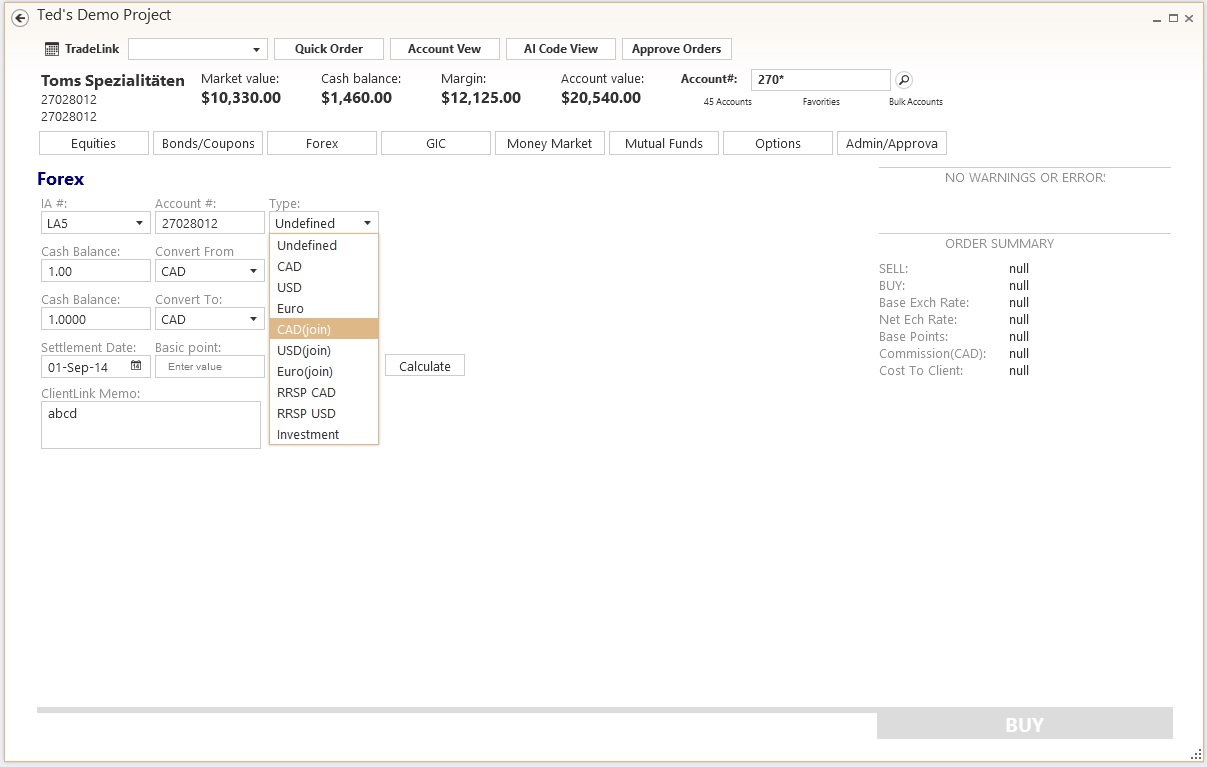 Ted's Demo Project
TradeLink Quick Order Account Vew AI Code View Approve Orders
Toms Spezialitäten Market value: Cash balance: Margin: Account value: Account#: 270*
27028012 $10,330.00 $1,460.00 $12,125.00 $20,540.00 45 Accounts Favorities Bulk Accounts
27028012
Equities Bonds/Coupons Forex GIC Money Market Mutual Funds Options Admin/Approva
Forex
NO WARNINGS OR ERROR:
IA #: Account #: Type:
LA5 27028012 Undefined
Undefined
CAD
USD
Euro
CAD(join)
USD(join)
Euro(join)
RRSP CAD
RRSP USD
Investment
Cash Balance: Convert From
1.00 CAD
Cash Balance: Convert To:
1.0000 CAD
Settlement Date: Basic point:
01-Sep-14 Enter value Calculate
ClientLink Memo:
abcd
ORDER SUMMARY
SELL: null
BUY: null
Base Exch Rate: null
Net Ech Rate: null
Base Points: null
Commission(CAD): null
Cost To Client: null
BUY